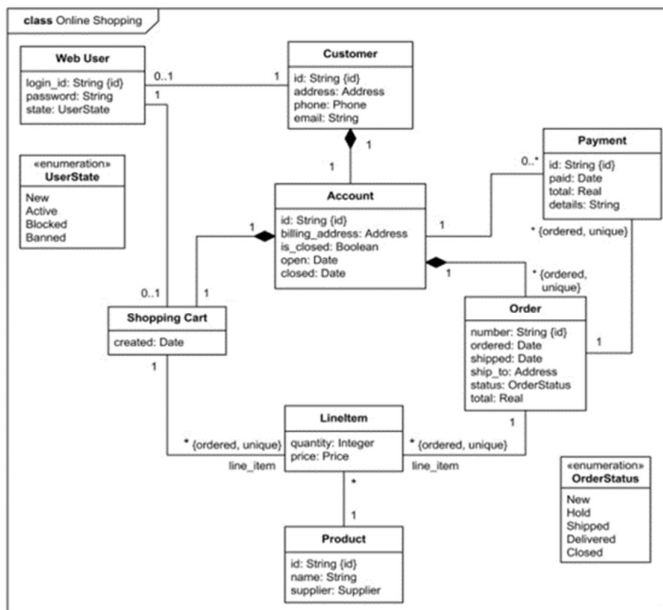 class Online Shopping
Web User
login_id: String {id}
password: String
state: UserState
0..1
1
1
Customer
id: String {id}
address: Address
phone: Phone
email: String
1
1
«enumeration»
UserState
New
Active
Blocked
Banned
Account
id: String {id}
billing_address: Address
is_closed: Boolean
open: Date
closed: Date
1
1
1
0..*
Payment
id: String {id}
paid: Date
total: Real
details: String
* {ordered, unique}
1
* {ordered,
unique}
0..1
1
Shopping Cart
created: Date
1
Order
number: String {id}
ordered: Date
shipped: Date
ship_to: Address
status: OrderStatus
total: Real
1
LineItem
quantity: Integer
price: Price
* {ordered, unique}
line_item
* {ordered, unique}
line_item
*
1
Product
id: String {id}
name: String
supplier: Supplier
«enumeration»
OrderStatus
New
Hold
Shipped
Delivered
Closed